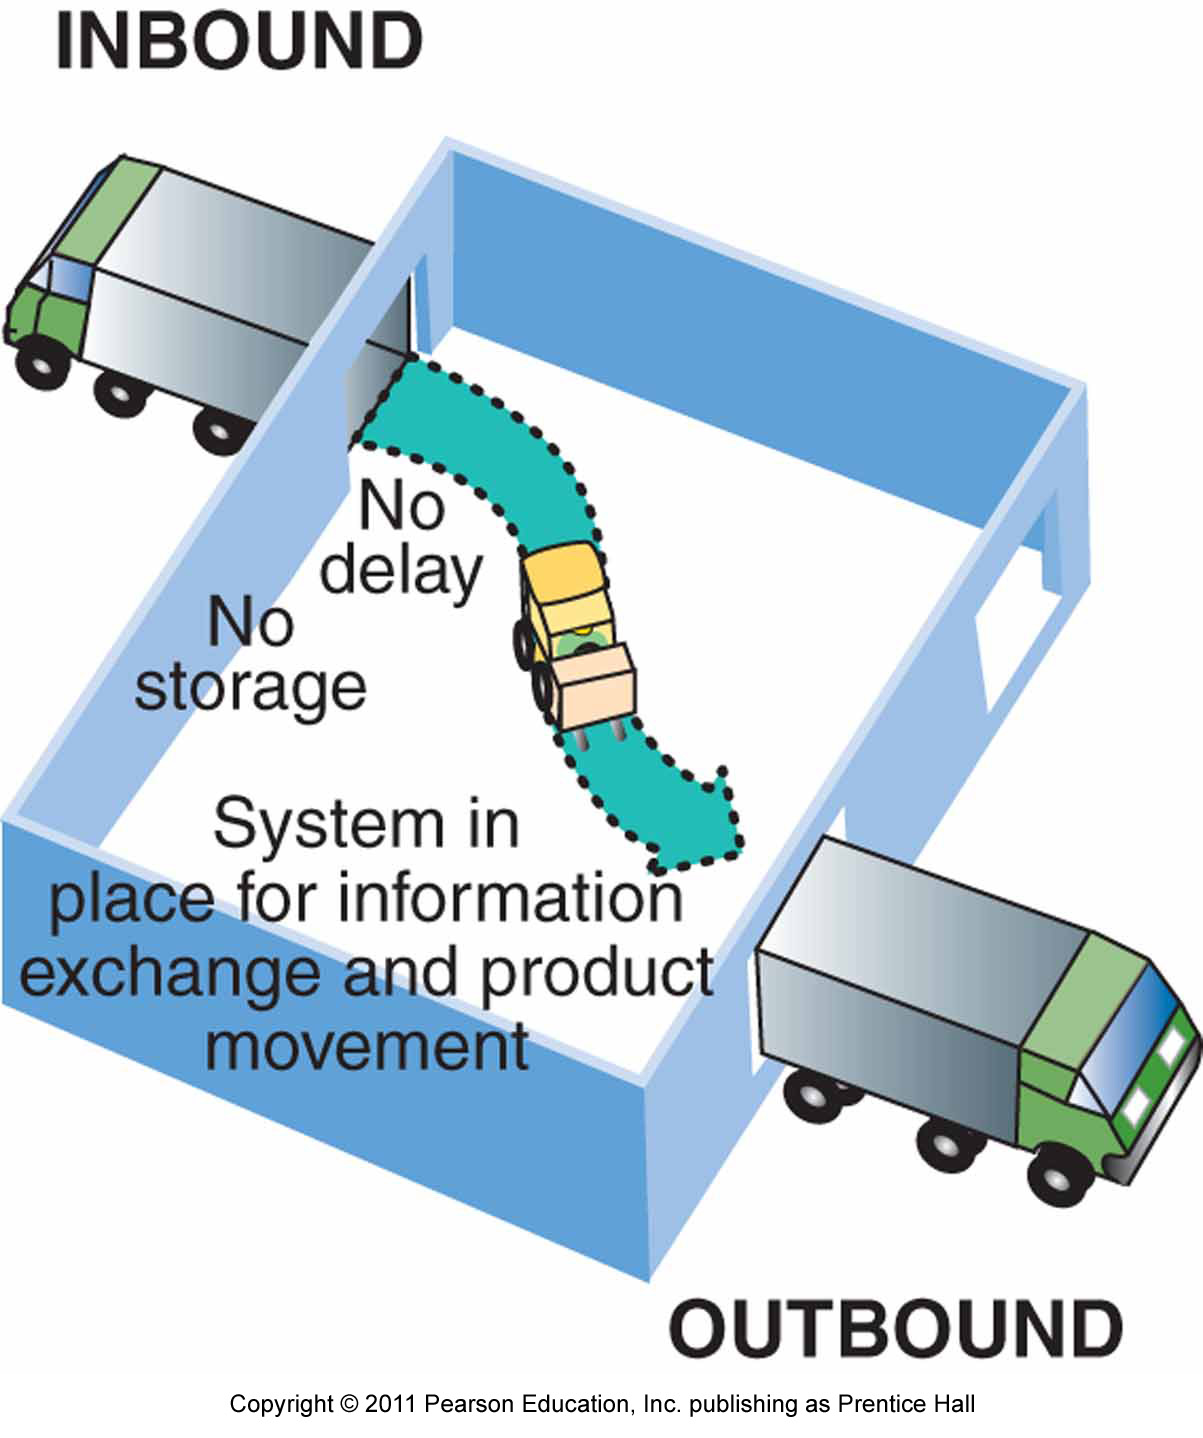 INBOUND
No
delay
No
storage
System in
place for information
exchange and product
movement
OUTBOUND
Copyright © 2011 Pearson Education, Inc. publishing as Prentice Hall